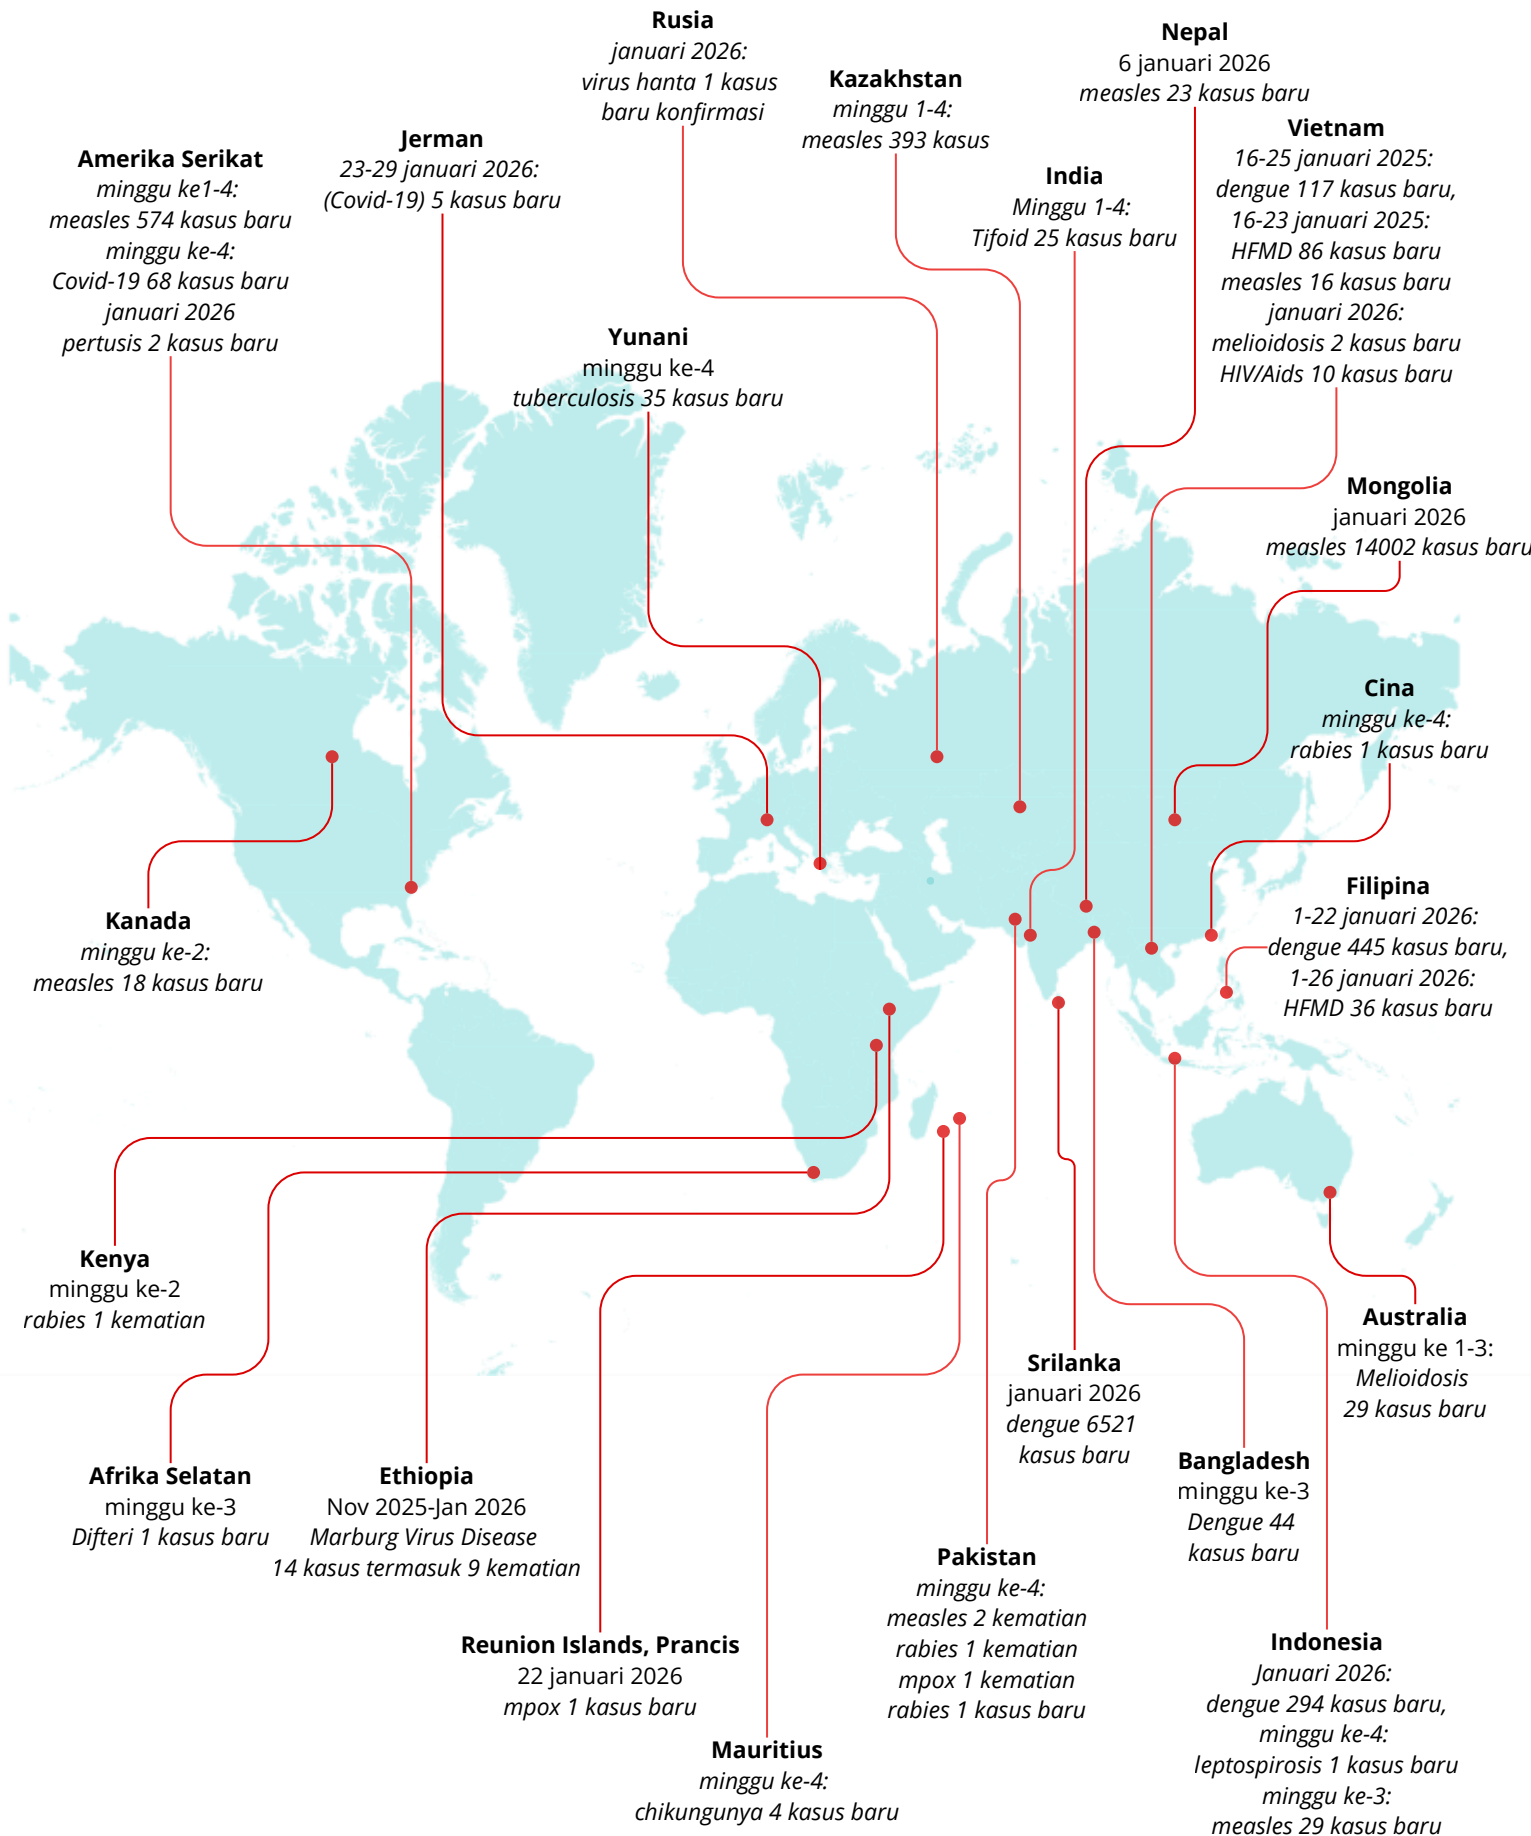 Rusia
januari 2026:
virus hanta 1 kasus
baru konfirmasi
Kazakhstan
minggu 1-4:
measles 393 kasus
Nepal
6 januari 2026
measles 23 kasus baru
Vietnam
16-25 januari 2025:
dengue 117 kasus baru,
16-23 januari 2025:
HFMD 86 kasus baru
measles 16 kasus baru
januari 2026:
melioidosis 2 kasus baru
HIV/Aids 10 kasus baru
Amerika Serikat
minggu ke1-4:
measles 574 kasus baru
minggu ke-4:
Covid-19 68 kasus baru
januari 2026
pertusis 2 kasus baru
Jerman
23-29 januari 2026:
(Covid-19) 5 kasus baru
India
Minggu 1-4:
Tifoid 25 kasus baru
Yunani
minggu ke-4
tuberculosis 35 kasus baru
Mongolia
januari 2026
measles 14002 kasus baru
Cina
minggu ke-4:
rabies 1 kasus baru
Filipina
1-22 januari 2026:
dengue 445 kasus baru,
1-26 januari 2026:
HFMD 36 kasus baru
Kanada
minggu ke-2:
measles 18 kasus baru
Kenya
minggu ke-2
rabies 1 kematian
Australia
minggu ke 1-3:
Melioidosis
29 kasus baru
Srilanka
januari 2026
dengue 6521
kasus baru
Bangladesh
minggu ke-3
Dengue 44
kasus baru
Afrika Selatan
minggu ke-3
Difteri 1 kasus baru
Ethiopia
Nov 2025-Jan 2026
Marburg Virus Disease
14 kasus termasuk 9 kematian
Pakistan
minggu ke-4:
measles 2 kematian
rabies 1 kematian
mpox 1 kematian
rabies 1 kasus baru
Reunion Islands, Prancis
22 januari 2026
mpox 1 kasus baru
Indonesia
Januari 2026:
dengue 294 kasus baru,
minggu ke-4:
leptospirosis 1 kasus baru
minggu ke-3:
measles 29 kasus baru
Mauritius
minggu ke-4:
chikungunya 4 kasus baru